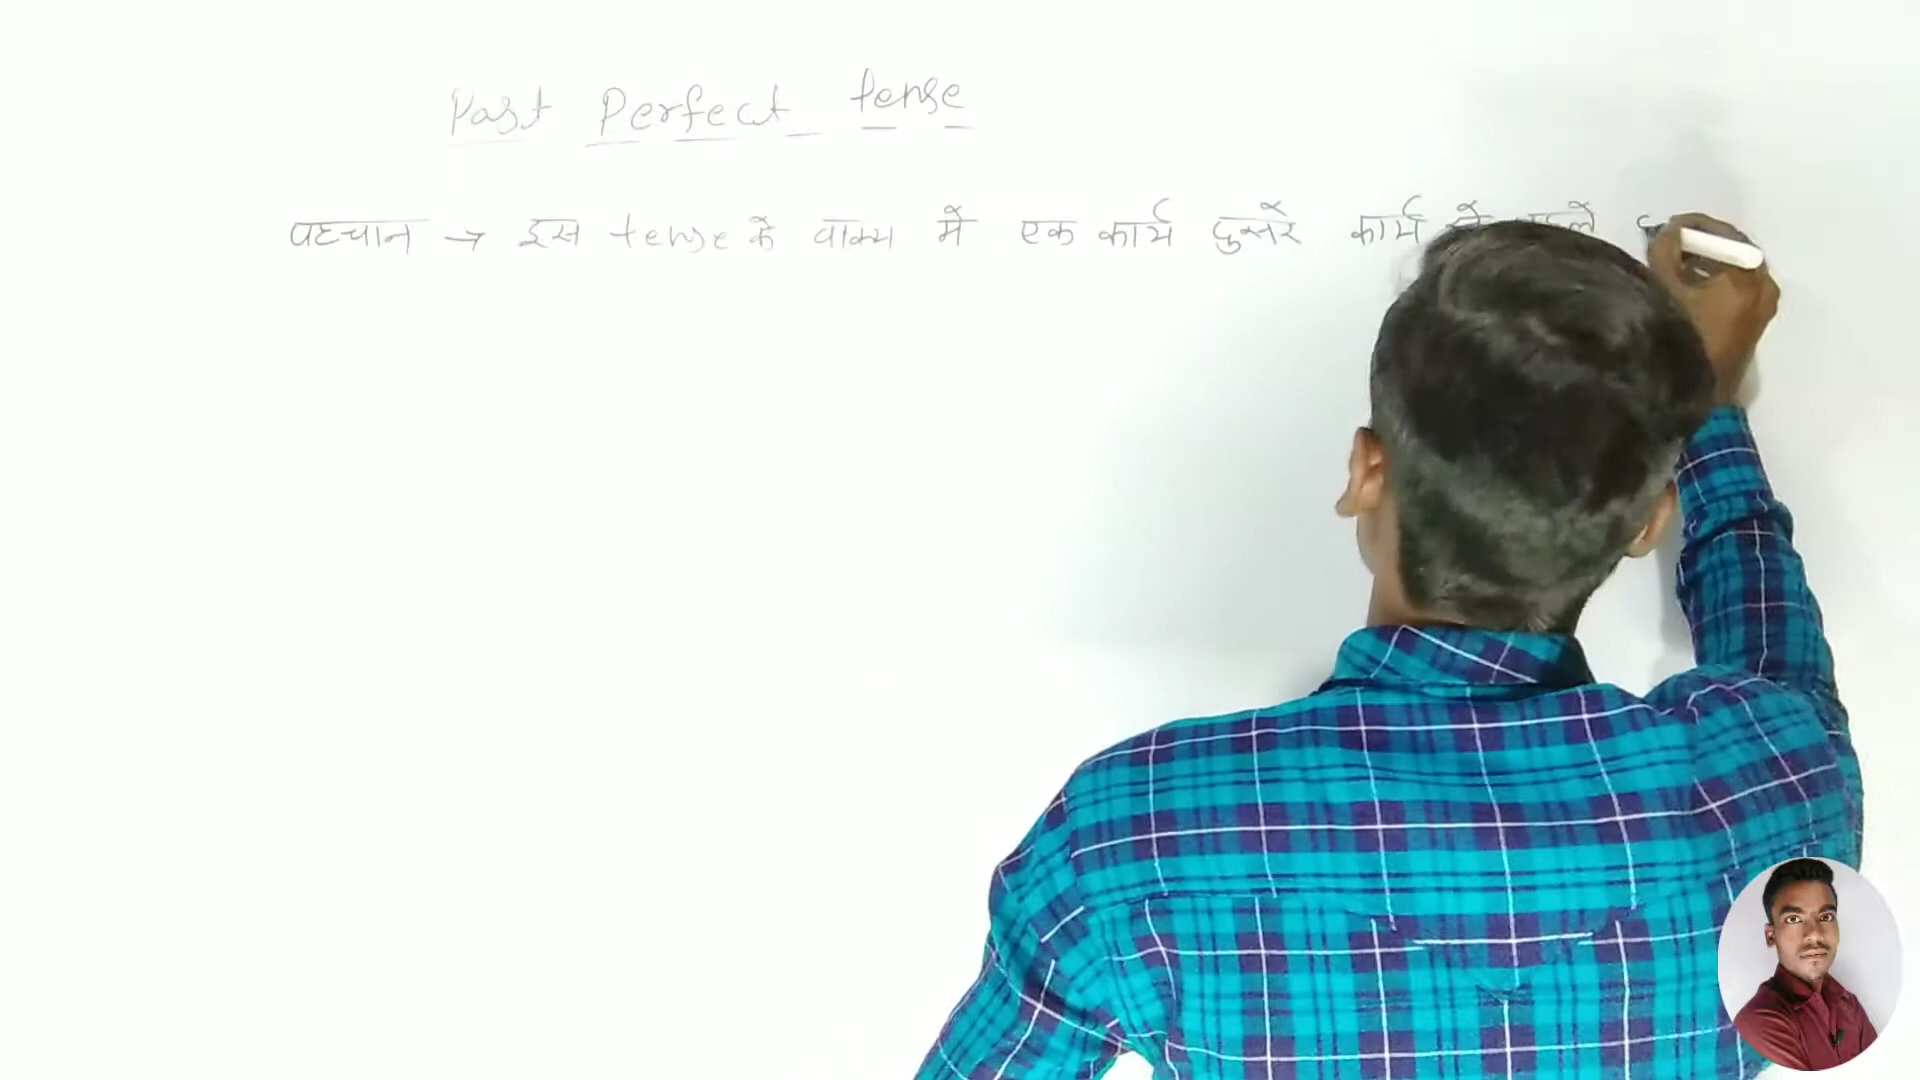 Past Perfect tense
पहचान → इस tense के वाक्य में एक कार्य दुसरे कार्य